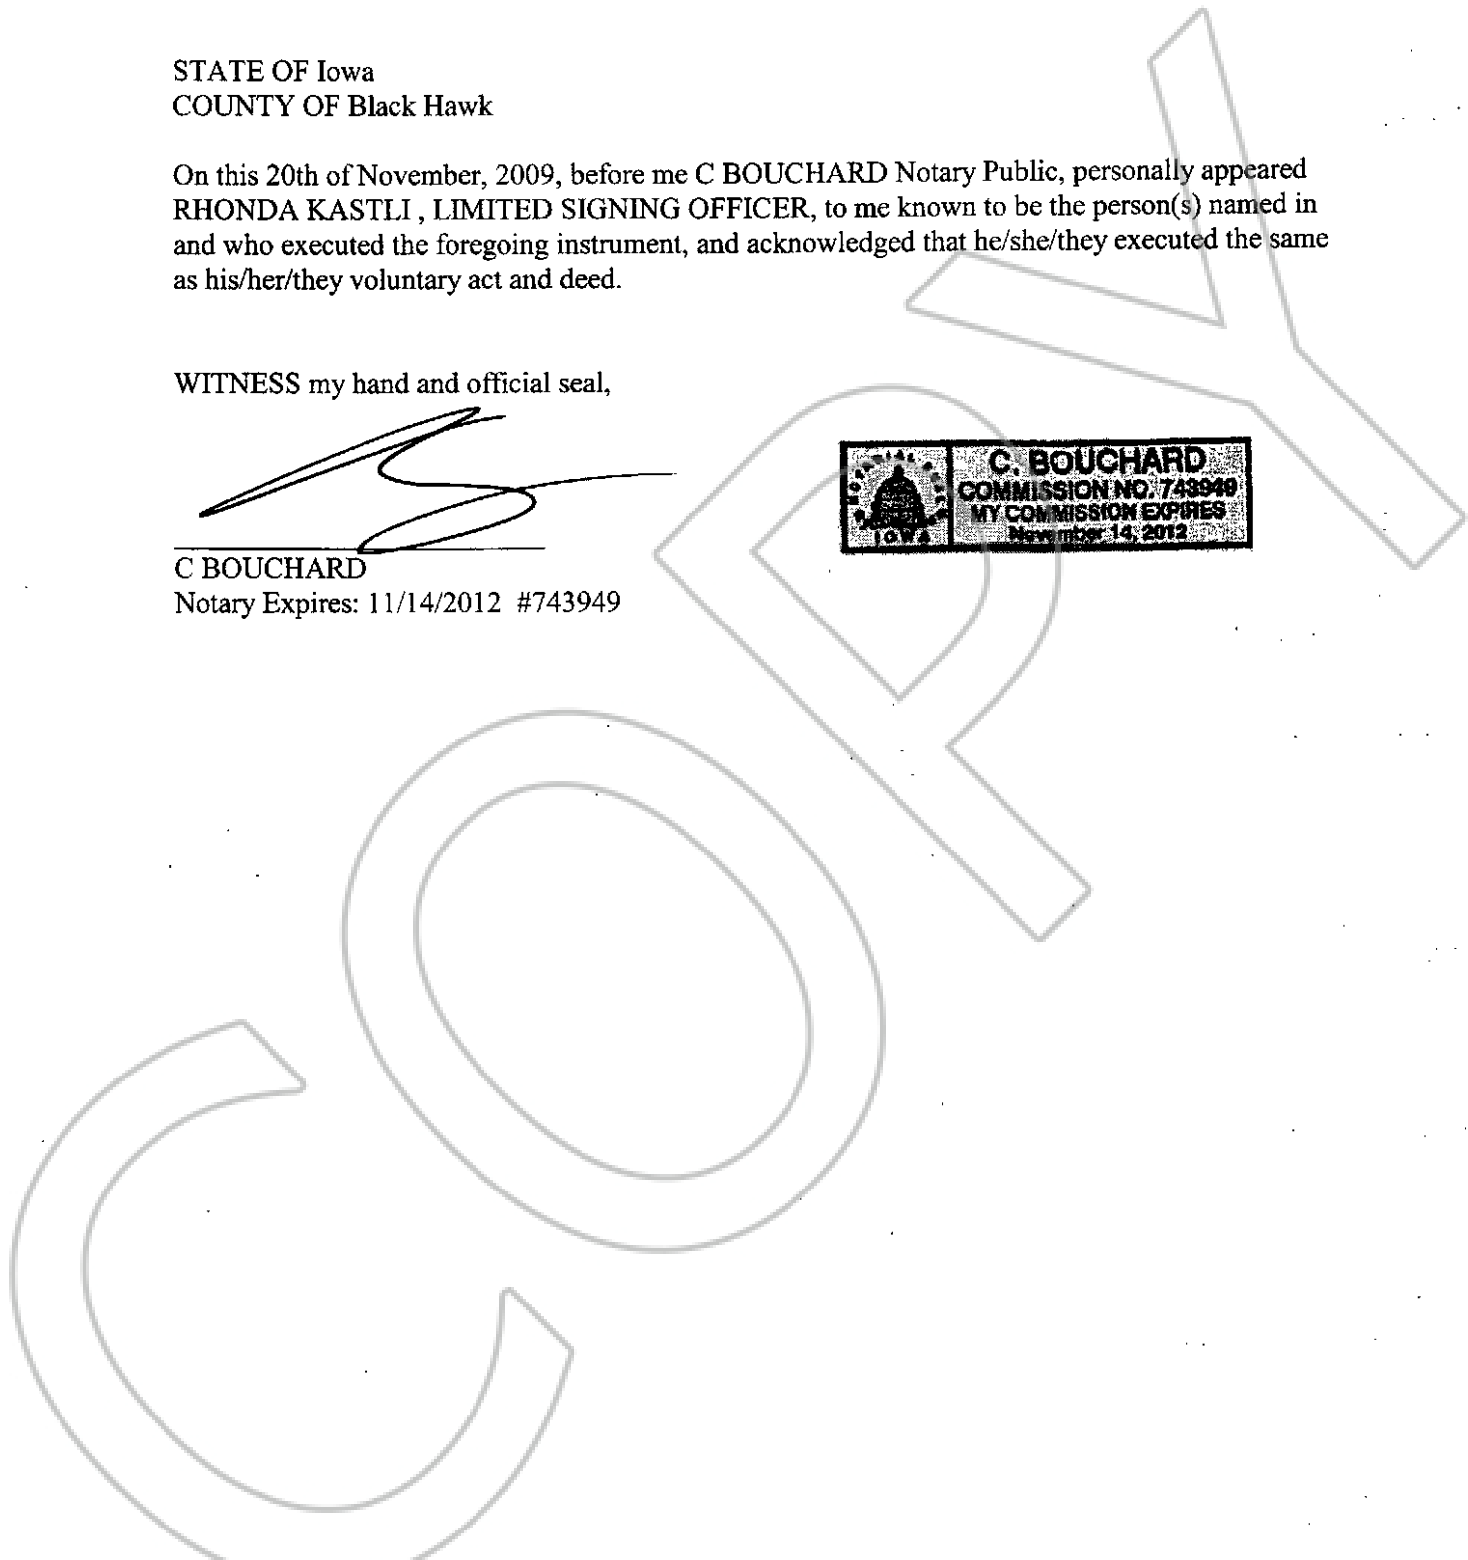 STATE OF Iowa
COUNTY OF Black Hawk
On this 20th of November, 2009, before me C BOUCHARD Notary Public, personally appeared
RHONDA KASTLI , LIMITED SIGNING OFFICER, to me known to be the person(s) named in
and who executed the foregoing instrument, and acknowledged that he/she/they executed the same
as his/her/they voluntary act and deed.
WITNESS my hand and official seal,
C. BOUCHARD
COMMISSION NO. 743949
MY COMMISSION EXPIRES
November 14, 2012
IOWA
C BOUCHARD
Notary Expires: 11/14/2012 #743949
COPY